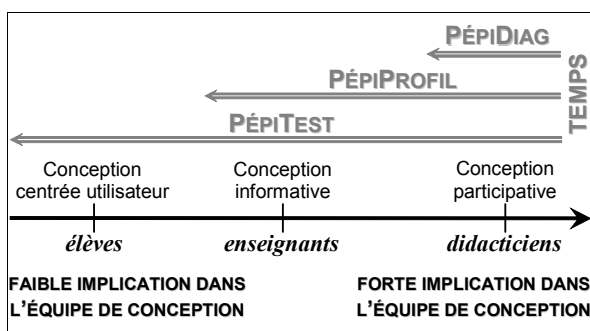 PÉPIDIAG
PÉPIPROFIL
PÉPITEST
TEMPS
Conception centrée utilisateur
Conception informative
Conception participative
élèves
enseignants
didacticiens
FAIBLE IMPLICATION DANS
L'ÉQUIPE DE CONCEPTION
FORTE IMPLICATION DANS
L'ÉQUIPE DE CONCEPTION